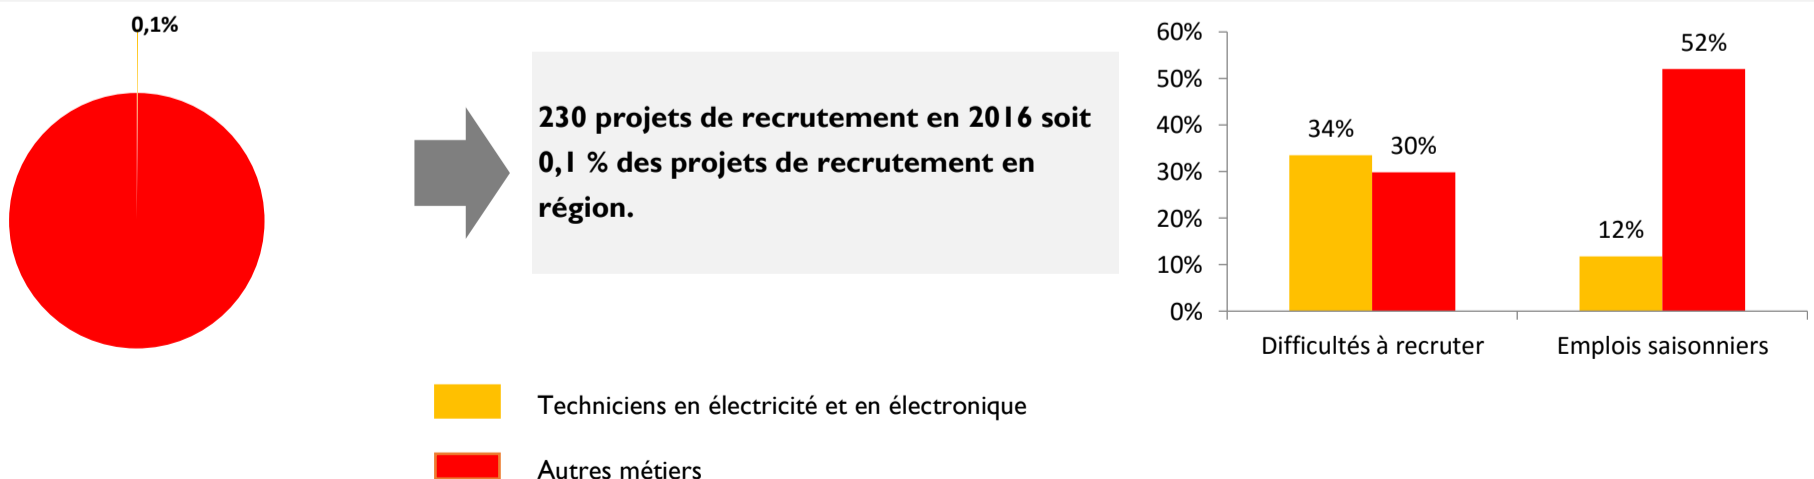 0,1%
230 projets de recrutement en 2016 soit
0,1 % des projets de recrutement en
région.
60%
50%
40%
30%
20%
10%
0%
34%
30%
12%
52%
Difficultés à recruter
Emplois saisonniers
Techniciens en électricité et en électronique
Autres métiers